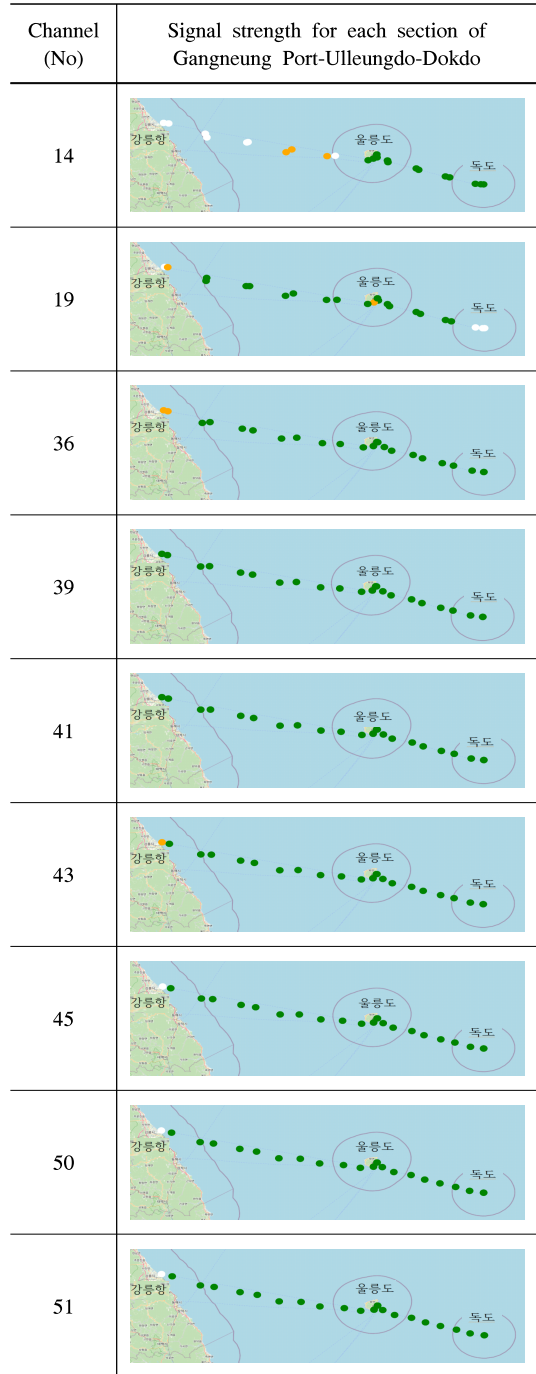 Channel
(No)
Signal strength for each section of
Gangneung Port-Ulleungdo-Dokdo
14
강릉항
울릉도
독도
19
강릉항
울릉도
독도
36
강릉항
울릉도
독도
39
강릉항
울릉도
독도
41
강릉항
울릉도
독도
43
강릉항
울릉도
독도
45
강릉항
울릉도
독도
50
강릉항
울릉도
독도
51
강릉항
울릉도
독도